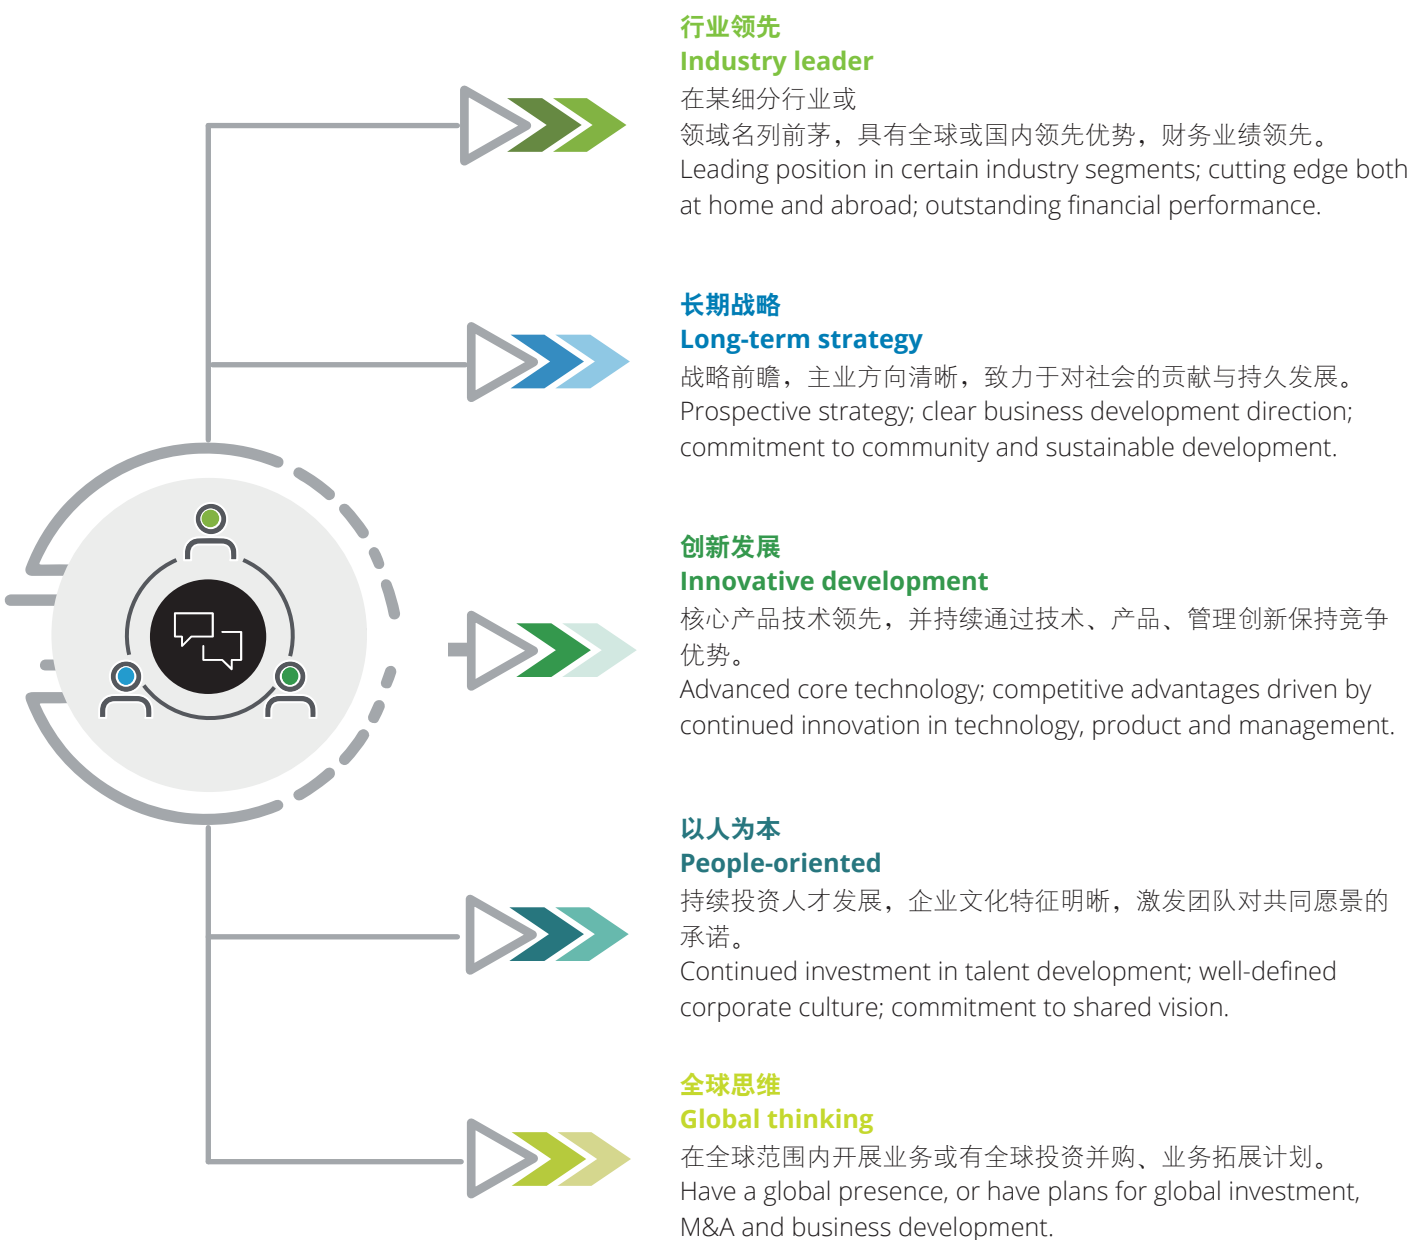 行业领先
Industry leader
在某细分行业或
领域名列前茅，具有全球或国内领先优势，财务业绩领先。
Leading position in certain industry segments; cutting edge both
at home and abroad; outstanding financial performance.
长期战略
Long-term strategy
战略前瞻，主业方向清晰，致力于对社会的贡献与持久发展。
Prospective strategy; clear business development direction;
commitment to community and sustainable development.
创新发展
Innovative development
核心产品技术领先，并持续通过技术、产品、管理创新保持竞争
优势。
Advanced core technology; competitive advantages driven by
continued innovation in technology, product and management.
以人为本
People-oriented
持续投资人才发展，企业文化特征明晰，激发团队对共同愿景的
承诺。
Continued investment in talent development; well-defined
corporate culture; commitment to shared vision.
全球思维
Global thinking
在全球范围内开展业务或有全球投资并购、业务拓展计划。
Have a global presence, or have plans for global investment,
M&A and business development.